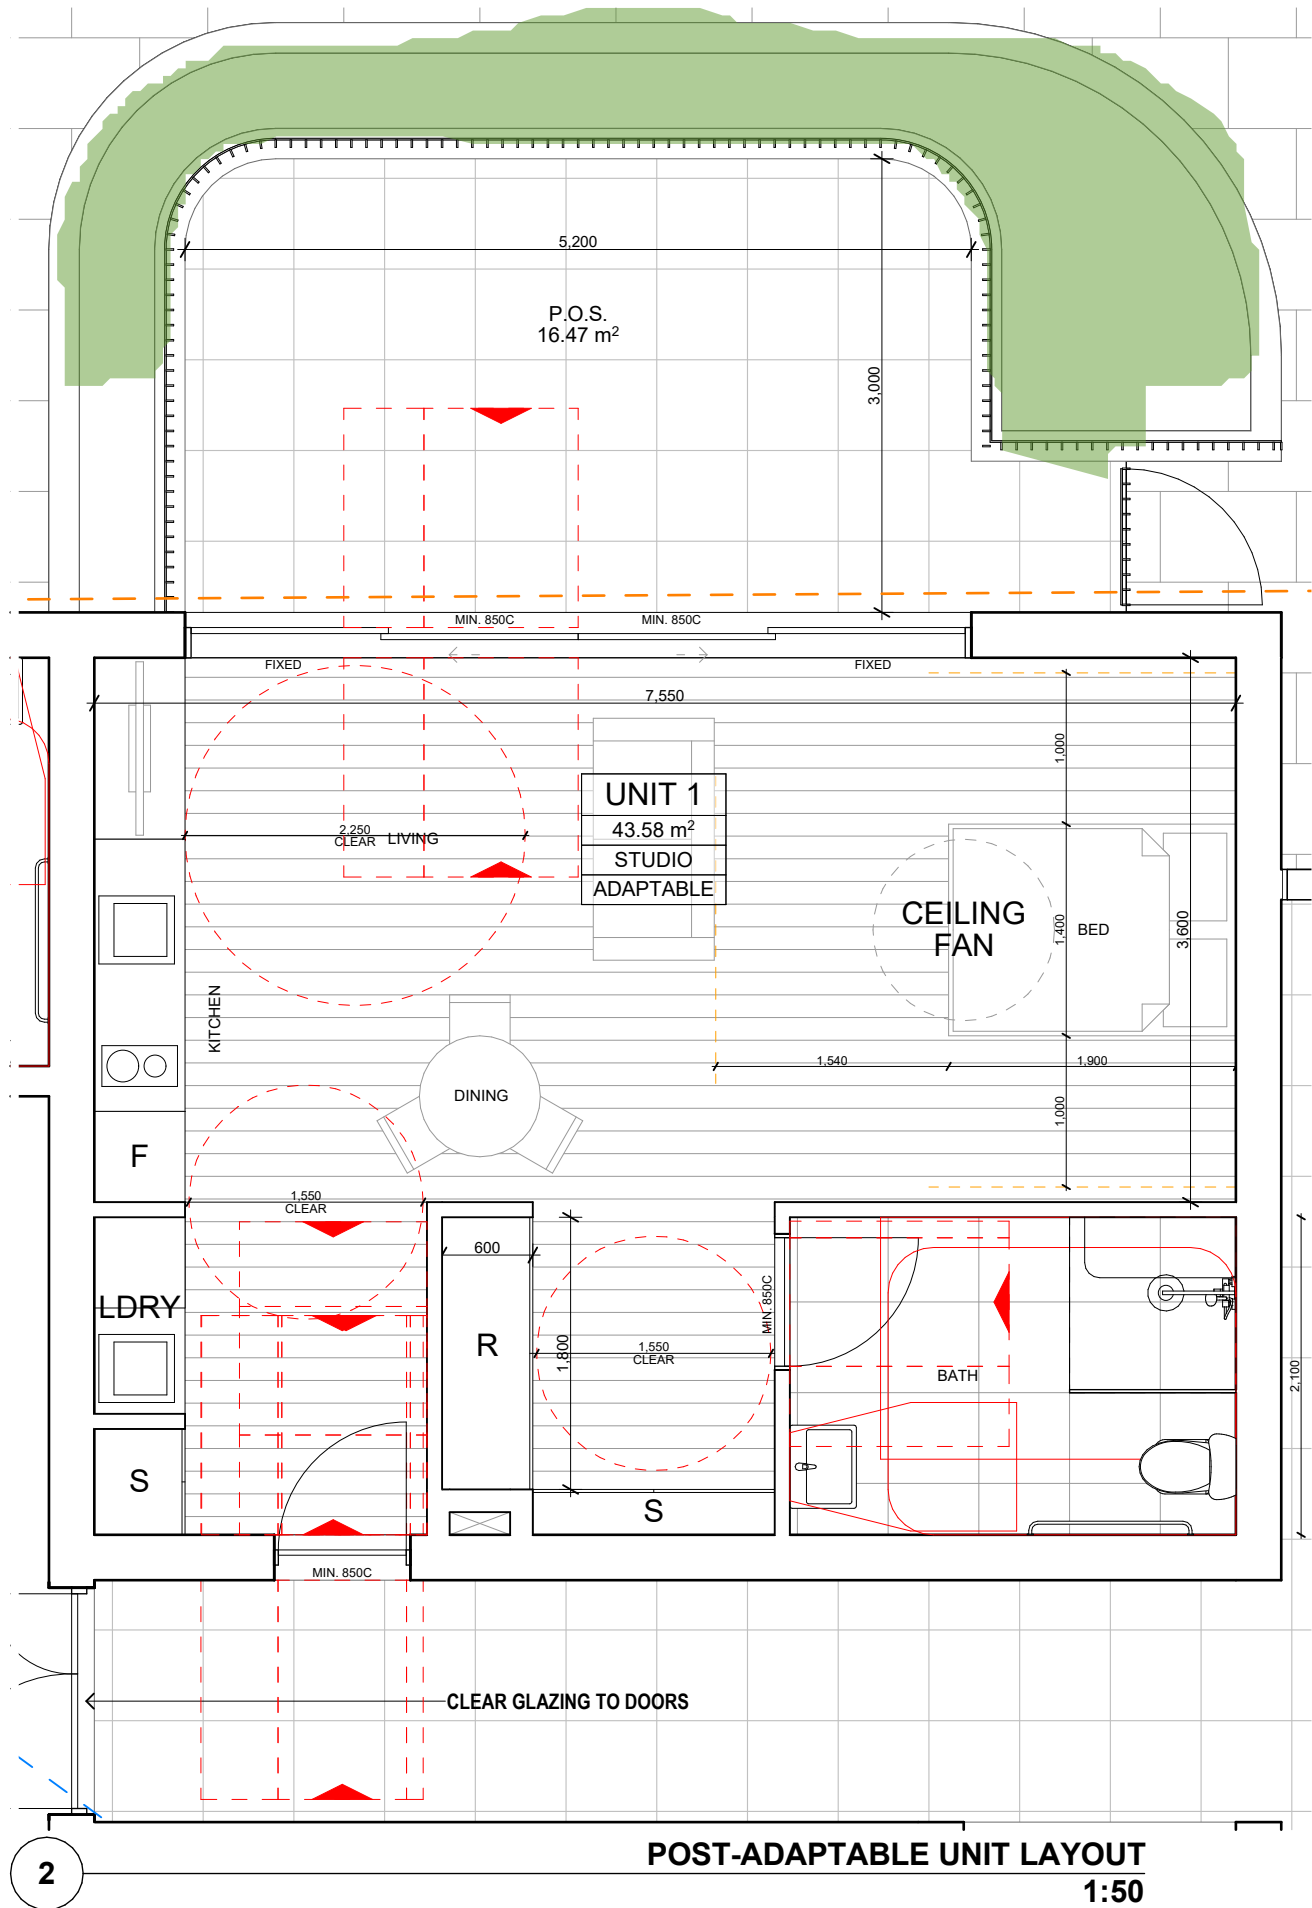 5,200
P.O.S.
16.47 m²
3,000
MIN. 850C
MIN. 850C
FIXED
FIXED
7,550
1,000
UNIT 1
43.58 m²
STUDIO
ADAPTABLE
2,250
CLEAR
LIVING
CEILING
FAN
1,400
BED
3,600
KITCHEN
1,540
1,900
DINING
1,000
F
1,550
CLEAR
600
LDRY
R
1,800
1,550
CLEAR
MIN. 850C
BATH
2,100
S
S
MIN. 850C
CLEAR GLAZING TO DOORS
2
POST-ADAPTABLE UNIT LAYOUT
1:50